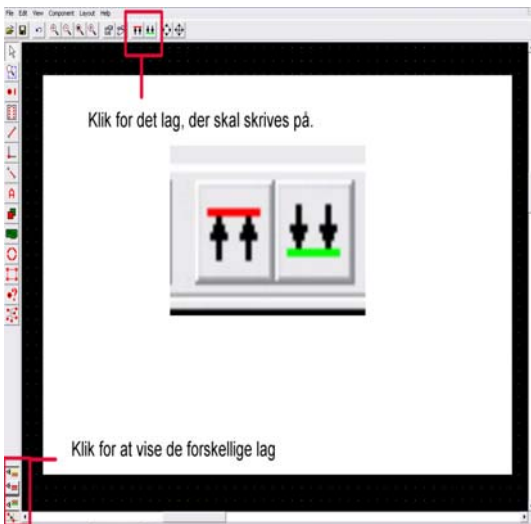 File Edit View Component Layout Help
Klik for det lag, der skal skrives på.
A
Klik for at vise de forskellige lag